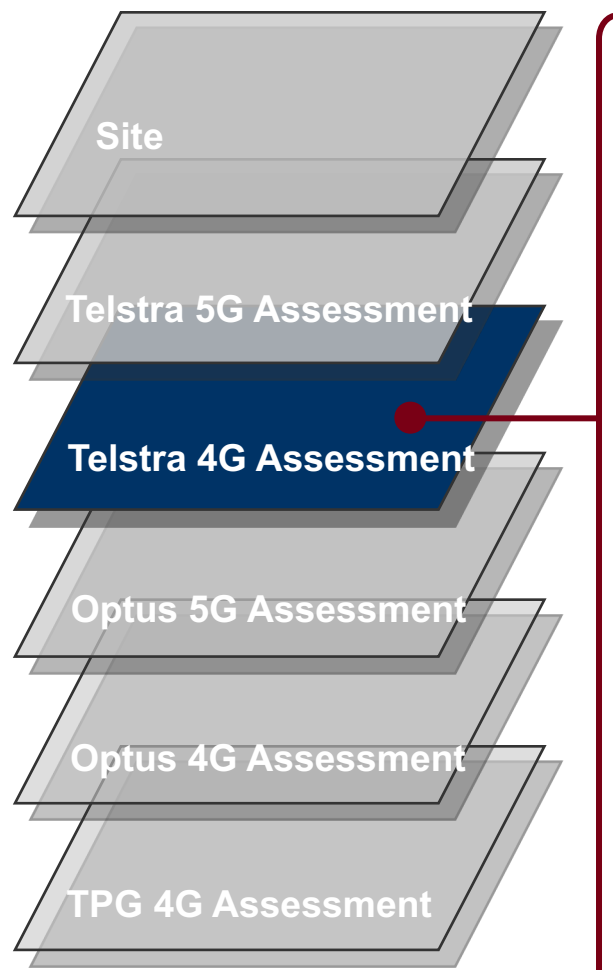 Site
Telstra 5G Assessment
Telstra 4G Assessment
Optus 5G Assessment
Optus 4G Assessment
TPG 4G Assessment